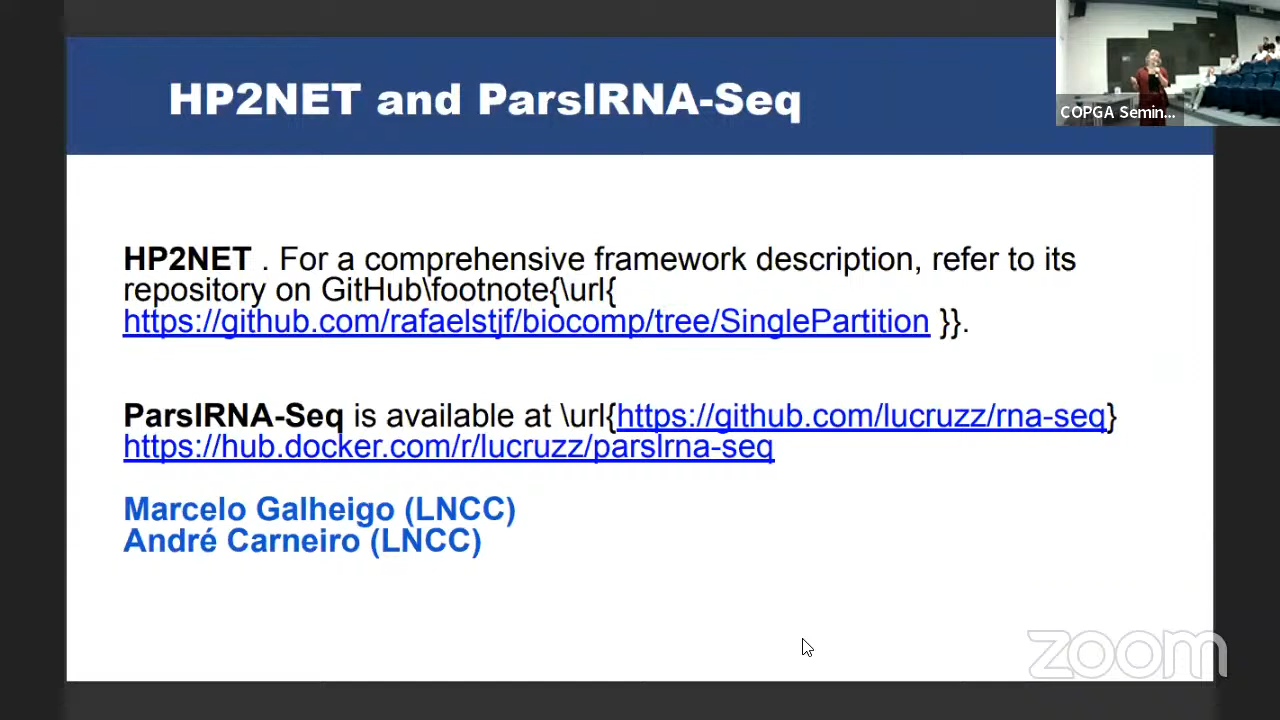 HP2NET and ParslRNA-Seq
COPGA Semin...
HP2NET . For a comprehensive framework description, refer to its
repository on GitHub\footnote{\url{
https://github.com/rafaelstjf/biocomp/tree/SinglePartition }}.
ParslRNA-Seq is available at \url{https://github.com/lucruzz/rna-seq}
https://hub.docker.com/r/lucruzz/parslrna-seq
Marcelo Galheigo (LNCC)
André Carneiro (LNCC)
zoom